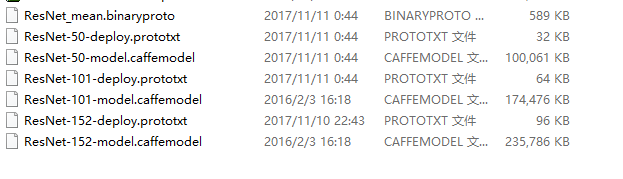 ResNet_mean.binaryproto 2017/11/11 0:44 BINARYPROTO ... 589 KB
ResNet-50-deploy.prototxt 2017/11/11 0:44 PROTOTXT 文件 32 KB
ResNet-50-model.caffemodel 2017/11/11 0:44 CAFFEMODEL 文... 100,061 KB
ResNet-101-deploy.prototxt 2017/11/11 0:44 PROTOTXT 文件 64 KB
ResNet-101-model.caffemodel 2016/2/3 16:18 CAFFEMODEL 文... 174,476 KB
ResNet-152-deploy.prototxt 2017/11/10 22:43 PROTOTXT 文件 96 KB
ResNet-152-model.caffemodel 2016/2/3 16:18 CAFFEMODEL 文... 235,786 KB